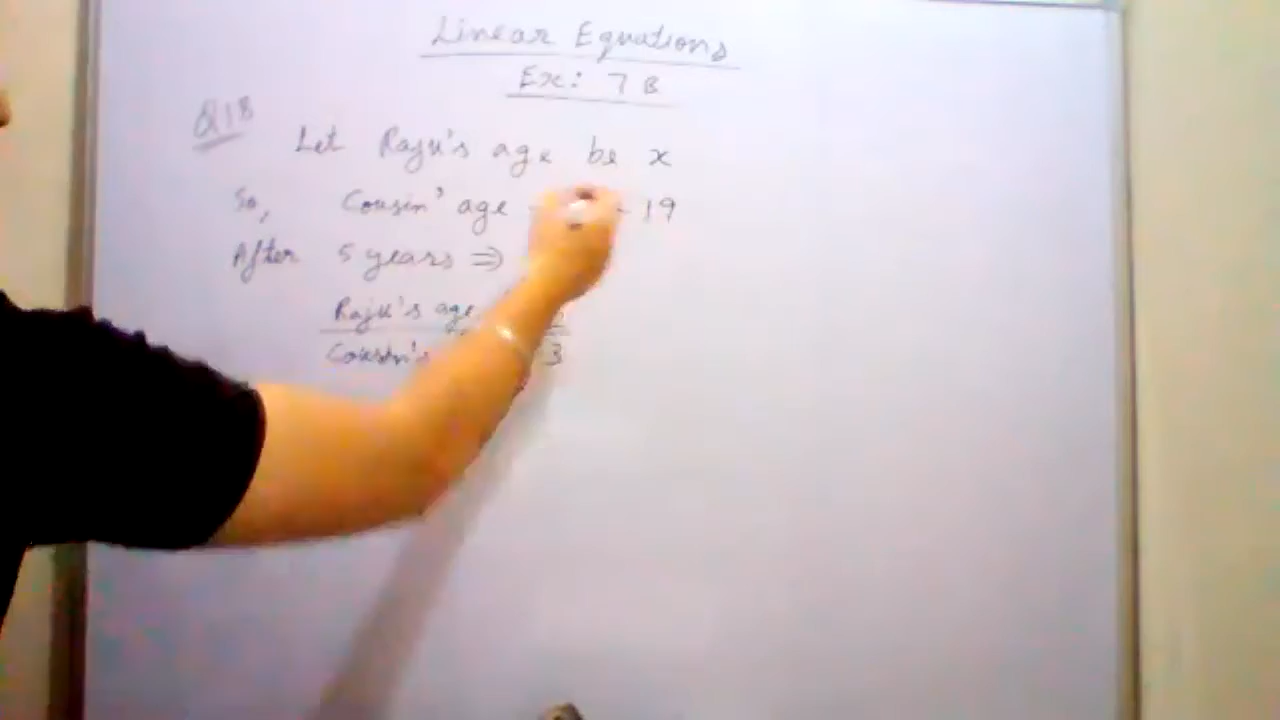 Linear Equations
Ex: 7B
Q18
Let Raju's age be x
So, Cousin' age - 19
After 5 years ⇒
Raju's age
Cousin's 3